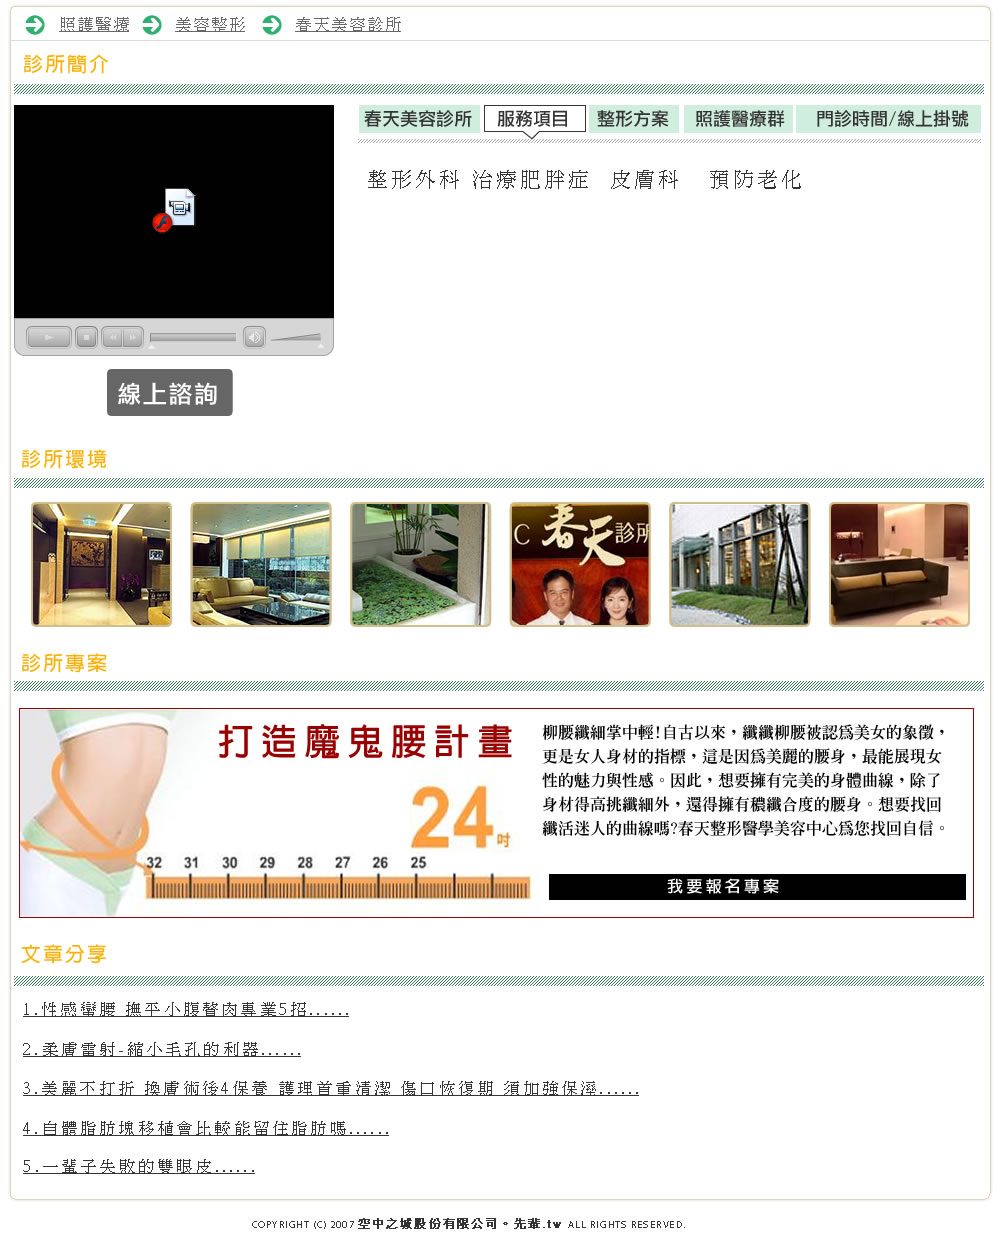 照護醫療 美容整形 春天美容診所
診所簡介
春天美容診所 服務項目 整形方案 照護醫療群 門診時間/線上掛號
整形外科 治療肥胖症 皮膚科 預防老化
線上諮詢
診所環境
C 春天 診所
診所專案
打造魔鬼腰計畫
24吋
32 31 30 29 28 27 26 25
柳腰纖細掌中輕!自古以來，纖纖柳腰被認爲美女的象徵，
更是女人身材的指標，這是因爲美麗的腰身，最能展現女
性的魅力與性感。因此，想要擁有完美的身體曲線，除了
身材得高挑纖細外，還得擁有穠纖合度的腰身。想要找回
纖活迷人的曲線嗎?春天整形醫學美容中心爲您找回自信。
我要報名專案
文章分享
1.性感蠻腰 撫平小腹贅肉專業5招......
2.柔膚雷射-縮小毛孔的利器......
3.美麗不打折 換膚術後4保養 護理首重清潔 傷口恢復期 須加強保溼......
4.自體脂肪塊移植會比較能留住脂肪嗎......
5.一輩子失敗的雙眼皮......
COPYRIGHT (C) 2007 空中之城股份有限公司。先輩.tw ALL RIGHTS RESERVED.